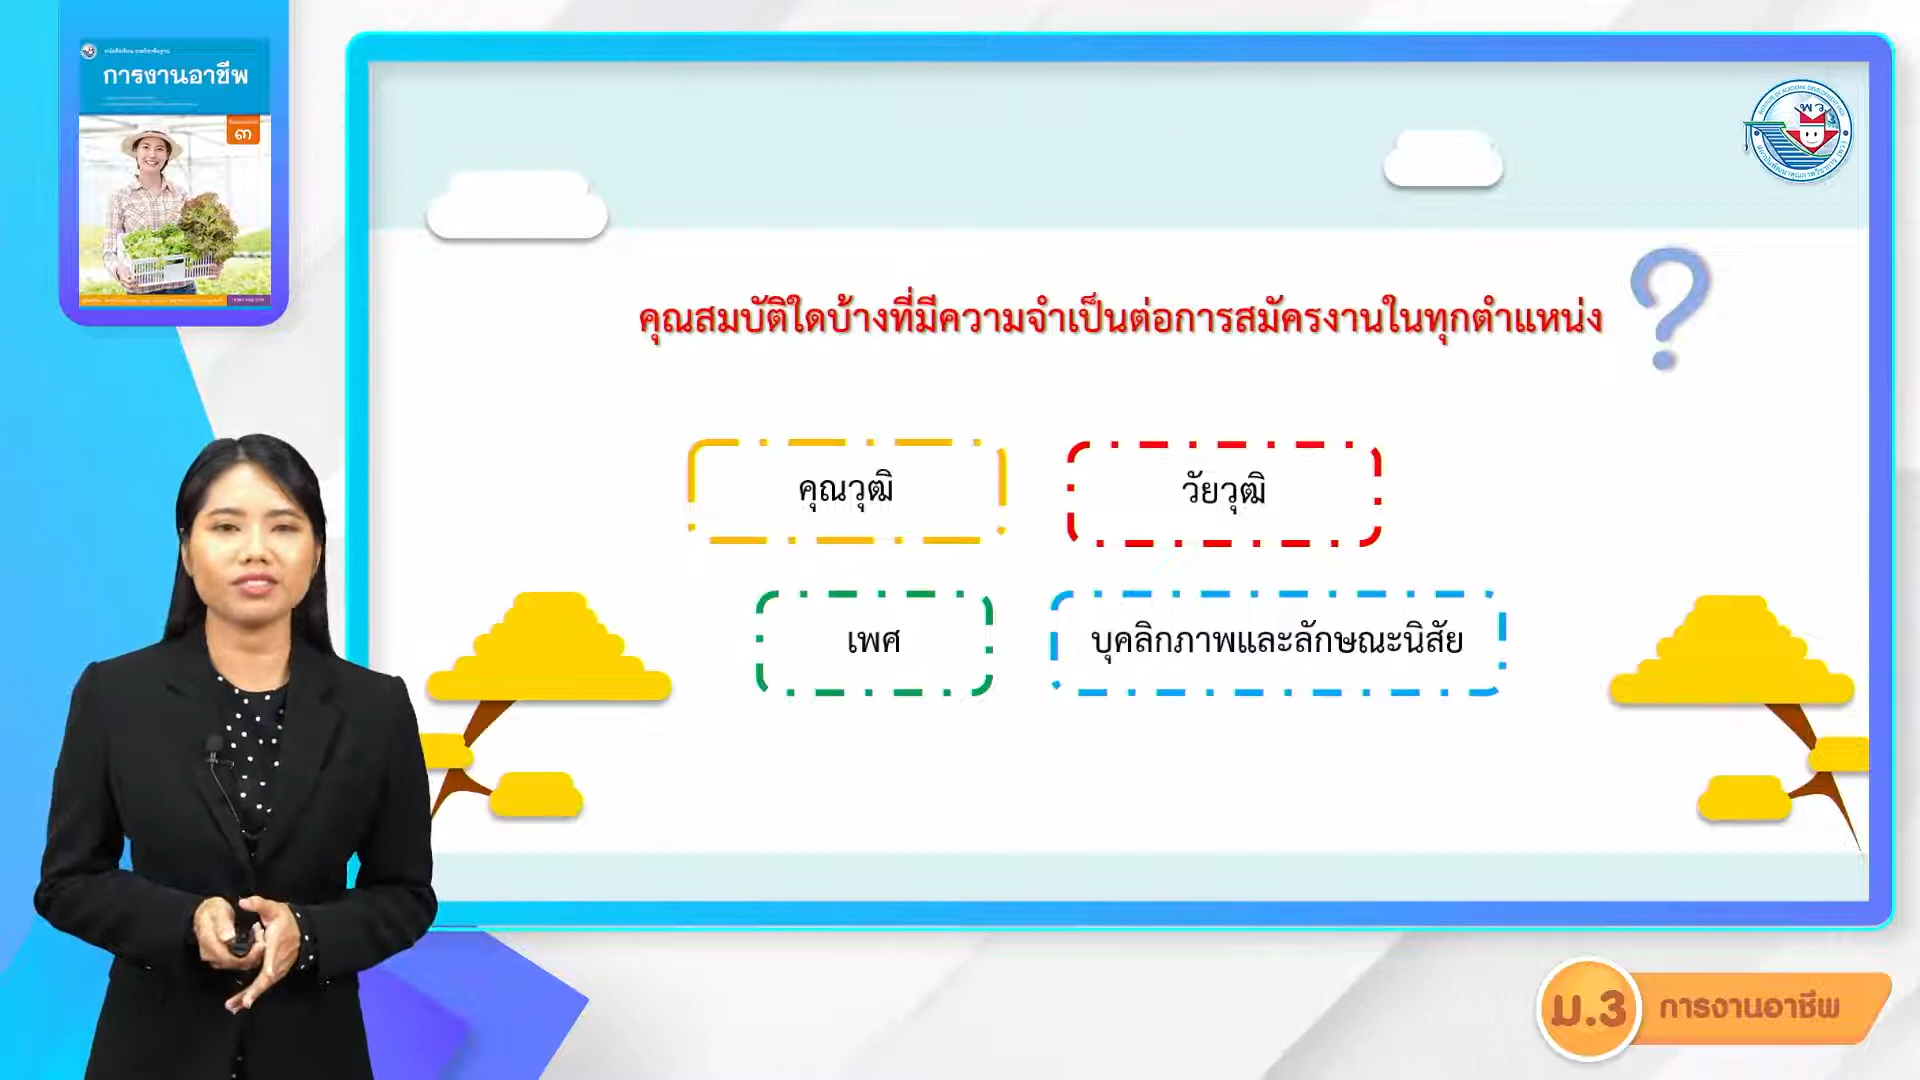 การงานอาชีพ
๓
พว
คุณสมบัติใดบ้างที่มีความจำเป็นต่อการสมัครงานในทุกตำแหน่ง ?
คุณวุฒิ
วัยวุฒิ
เพศ
บุคลิกภาพและลักษณะนิสัย
ม.3 การงานอาชีพ